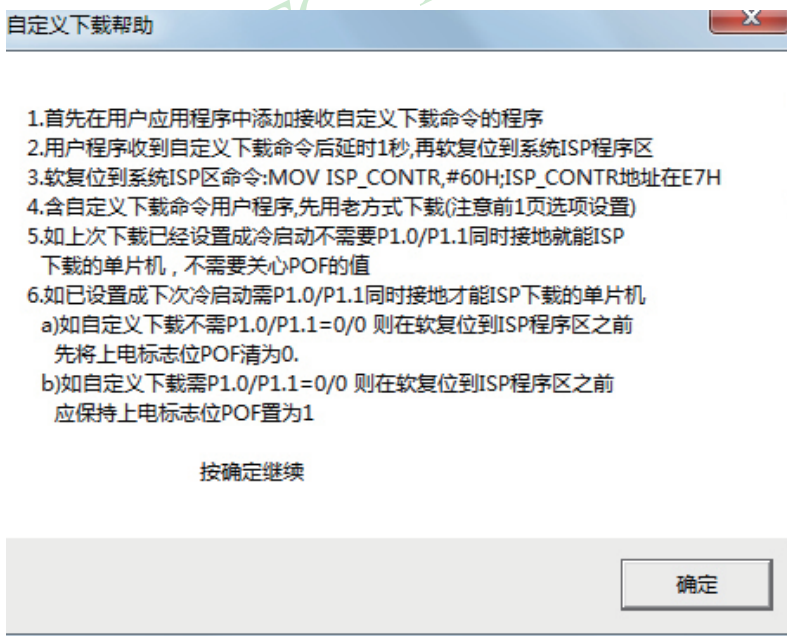 自定义下载帮助
1.首先在用户应用程序中添加接收自定义下载命令的程序
2.用户程序收到自定义下载命令后延时1秒,再软复位到系统ISP程序区
3.软复位到系统ISP区命令:MOV ISP_CONTR,#60H;ISP_CONTR地址在E7H
4.含自定义下载命令用户程序,先用老方式下载(注意前1页选项设置)
5.如上次下载已经设置成冷启动不需要P1.0/P1.1同时接地就能ISP
下载的单片机，不需要关心POF的值
6.如已设置成下次冷启动需P1.0/P1.1同时接地才能ISP下载的单片机
a)如自定义下载不需P1.0/P1.1=0/0 则在软复位到ISP程序区之前
先将上电标志位POF清为0.
b)如自定义下载需P1.0/P1.1=0/0 则在软复位到ISP程序区之前
应保持上电标志位POF置为1
按确定继续
确定